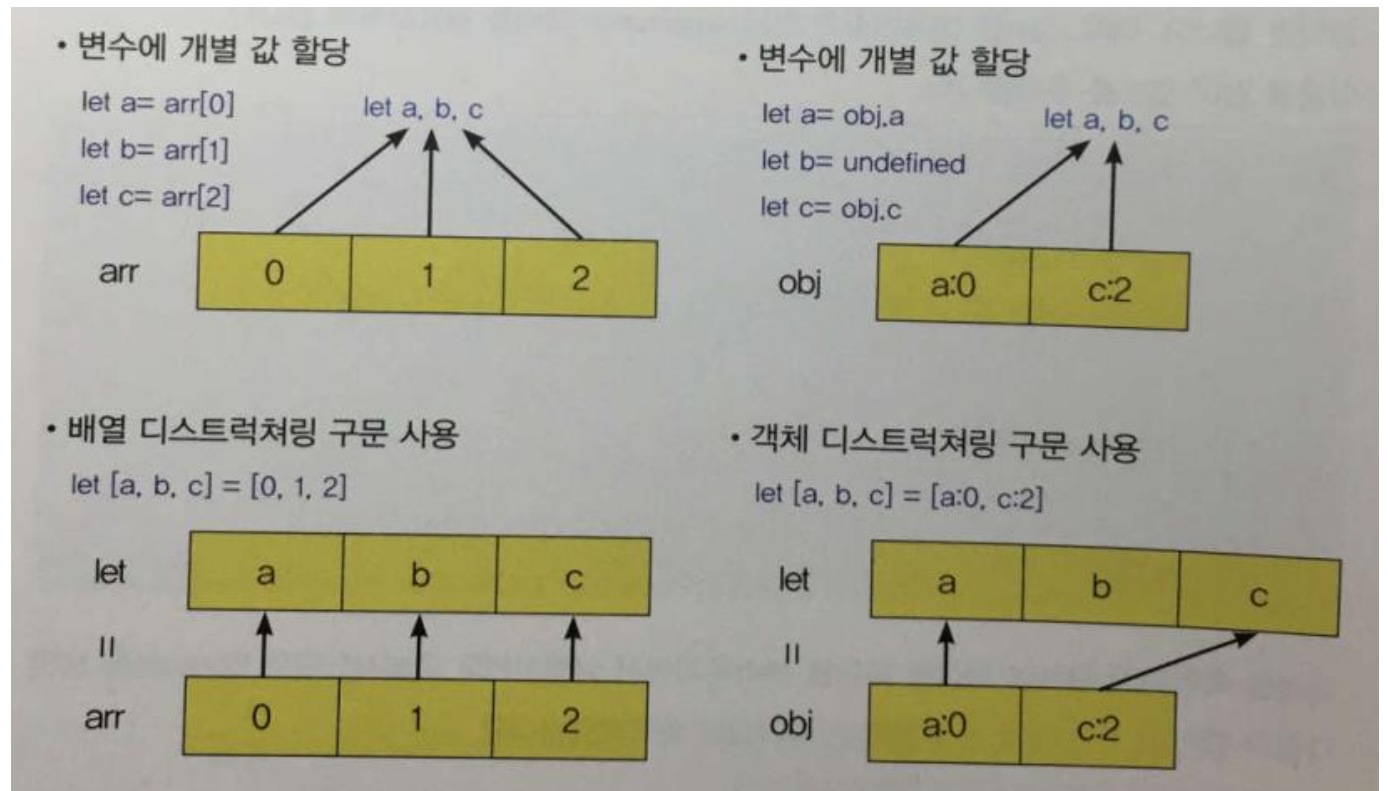 • 변수에 개별 값 할당
let a= arr[0]
let b= arr[1]
let c= arr[2]
let a, b, c
arr
0 1 2
• 변수에 개별 값 할당
let a= obj.a
let b= undefined
let c= obj.c
let a, b, c
obj
a:0 c:2
• 배열 디스트럭쳐링 구문 사용
let [a, b, c] = [0, 1, 2]
let
a b c
=
arr
0 1 2
• 객체 디스트럭쳐링 구문 사용
let [a, b, c] = [a:0, c:2]
let
a b c
=
obj
a:0 c:2